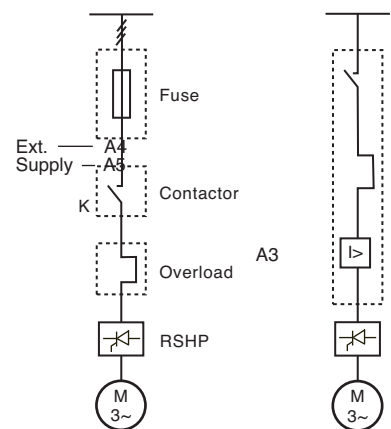 Fuse
Ext. A4
Supply A5
K
Contactor
Overload
A3
I>
RSHP
M
3~
M
3~